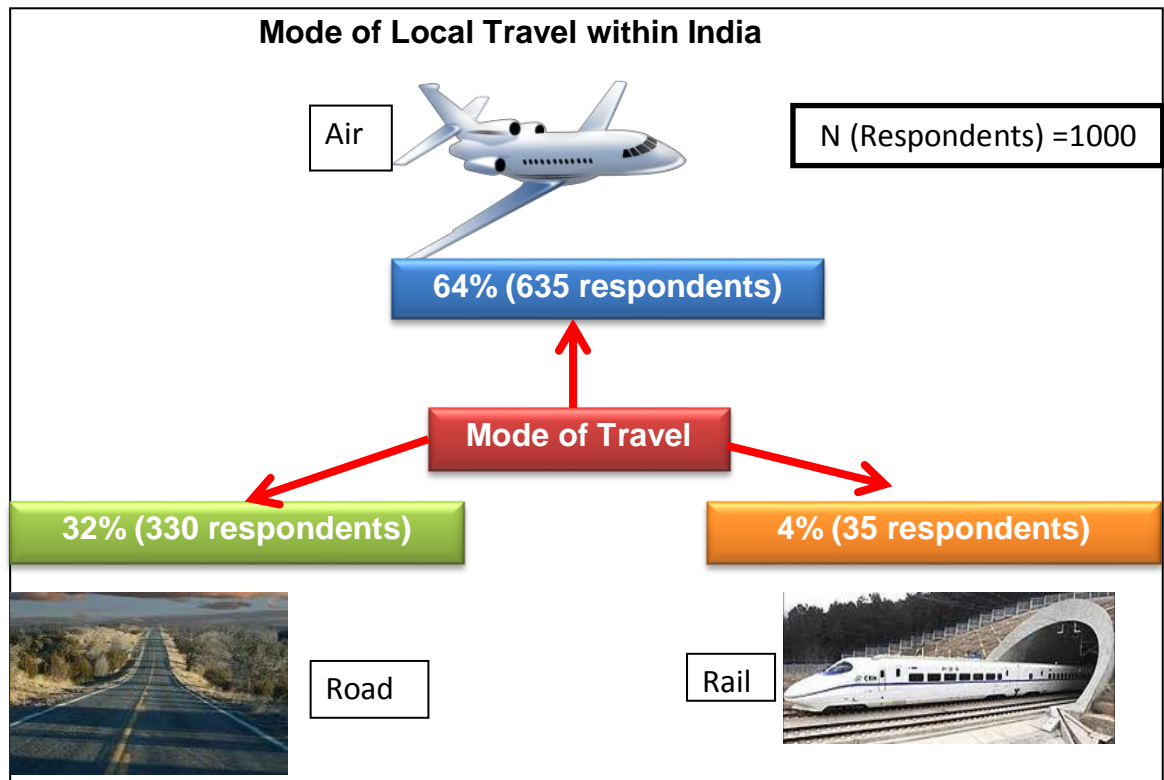 Mode of Local Travel within India
Air
N (Respondents) =1000
64% (635 respondents)
Mode of Travel
32% (330 respondents)
4% (35 respondents)
Road
Rail
CRH